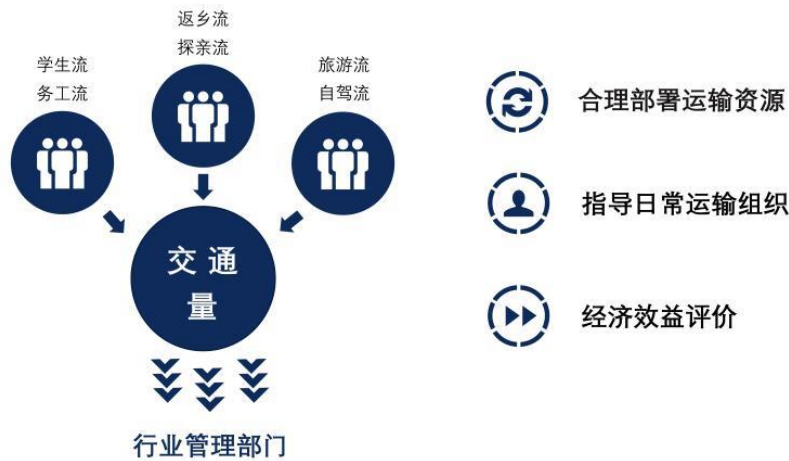 返乡流
探亲流
学生流
务工流
旅游流
自驾流
交通
量
行业管理部门
合理部署运输资源
指导日常运输组织
经济效益评价